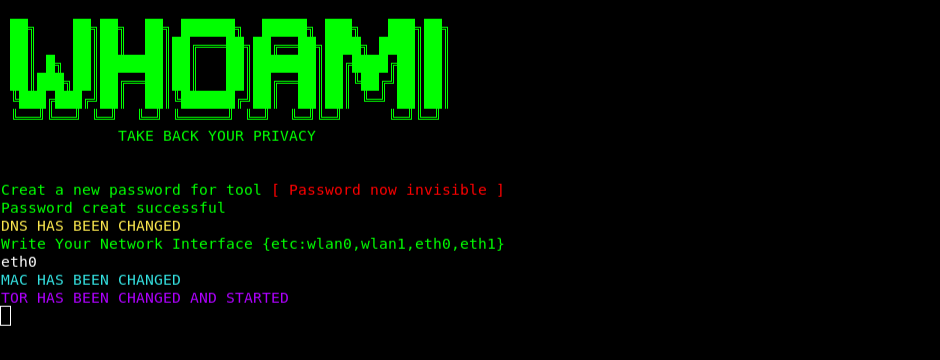 WHOAMI
TAKE BACK YOUR PRIVACY
Creat a new password for tool [ Password now invisible ]
Password creat successful
DNS HAS BEEN CHANGED
Write Your Network Interface {etc:wlan0,wlan1,eth0,eth1}
eth0
MAC HAS BEEN CHANGED
TOR HAS BEEN CHANGED AND STARTED